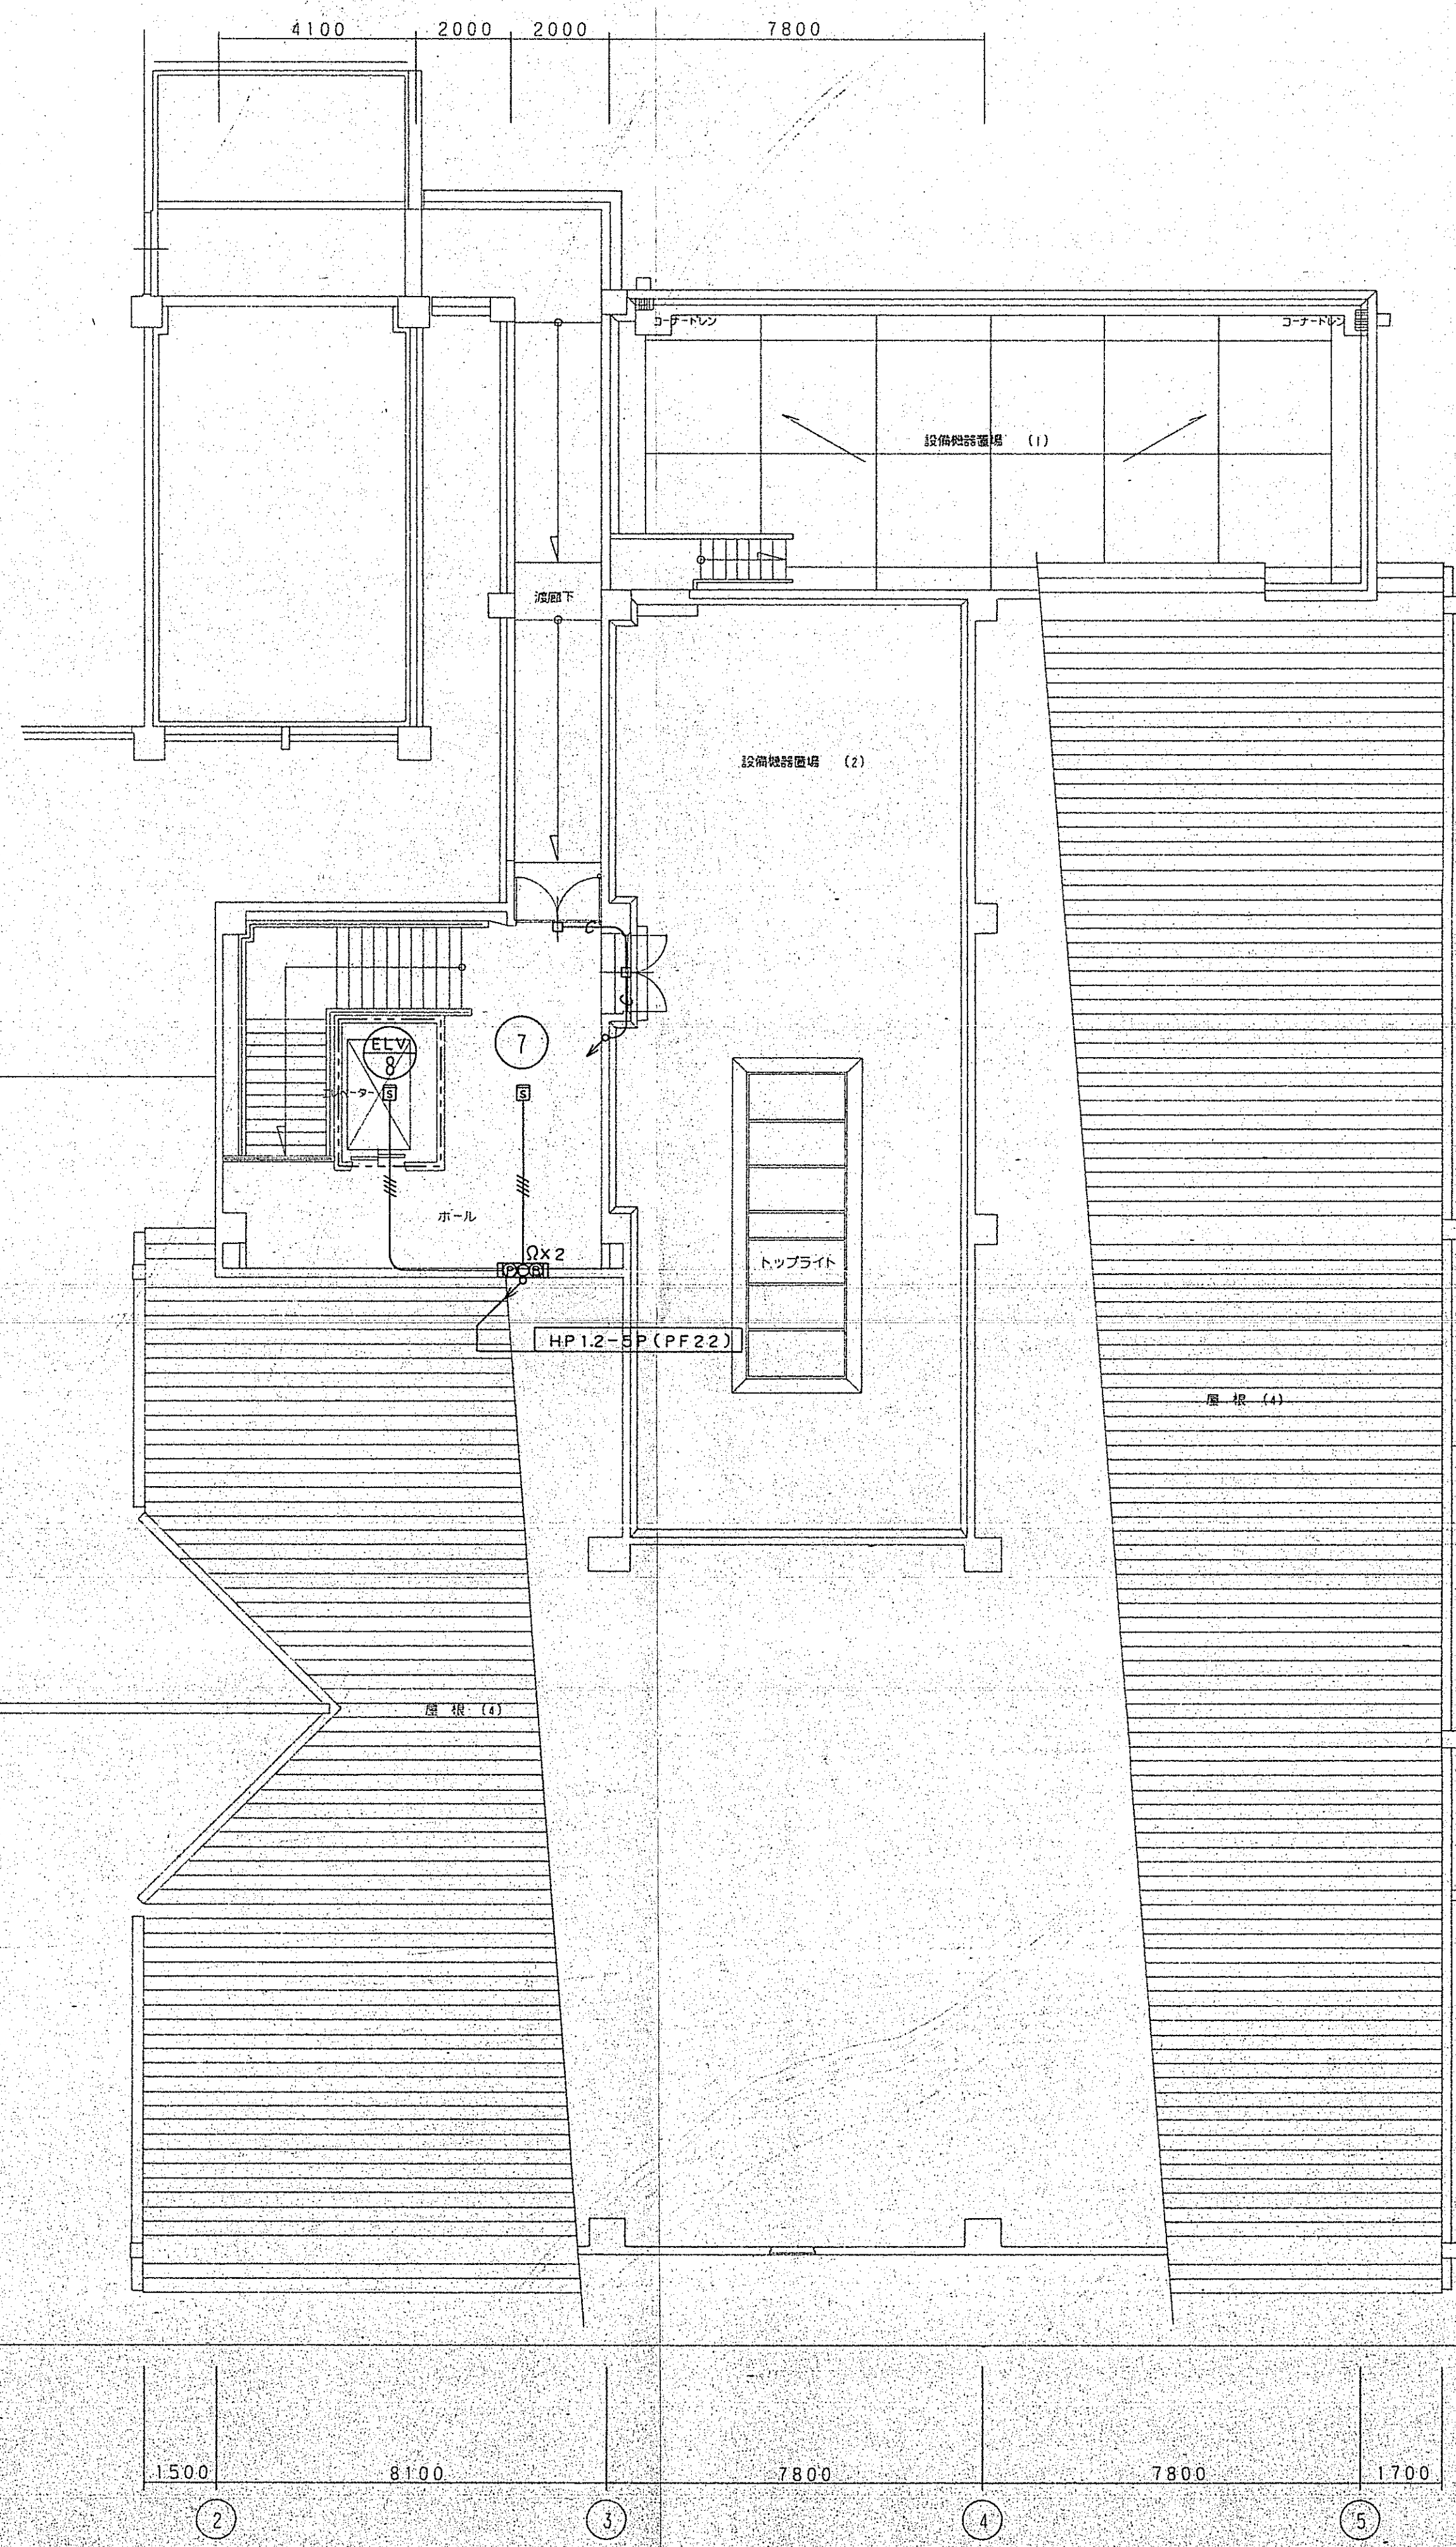 4100 2000 2000 7800
コーナードレン コーナードレン
設備機器置場 (1)
渡廊下
設備機器置場 (2)
ELV
8
7
エレベーター S S
ホール
Ω×2
P B
トップライト
HP1.2-5P(PF22)
屋根 (4)
屋根 (4)
1500 8100 7800 7800 1700
2 3 4 5